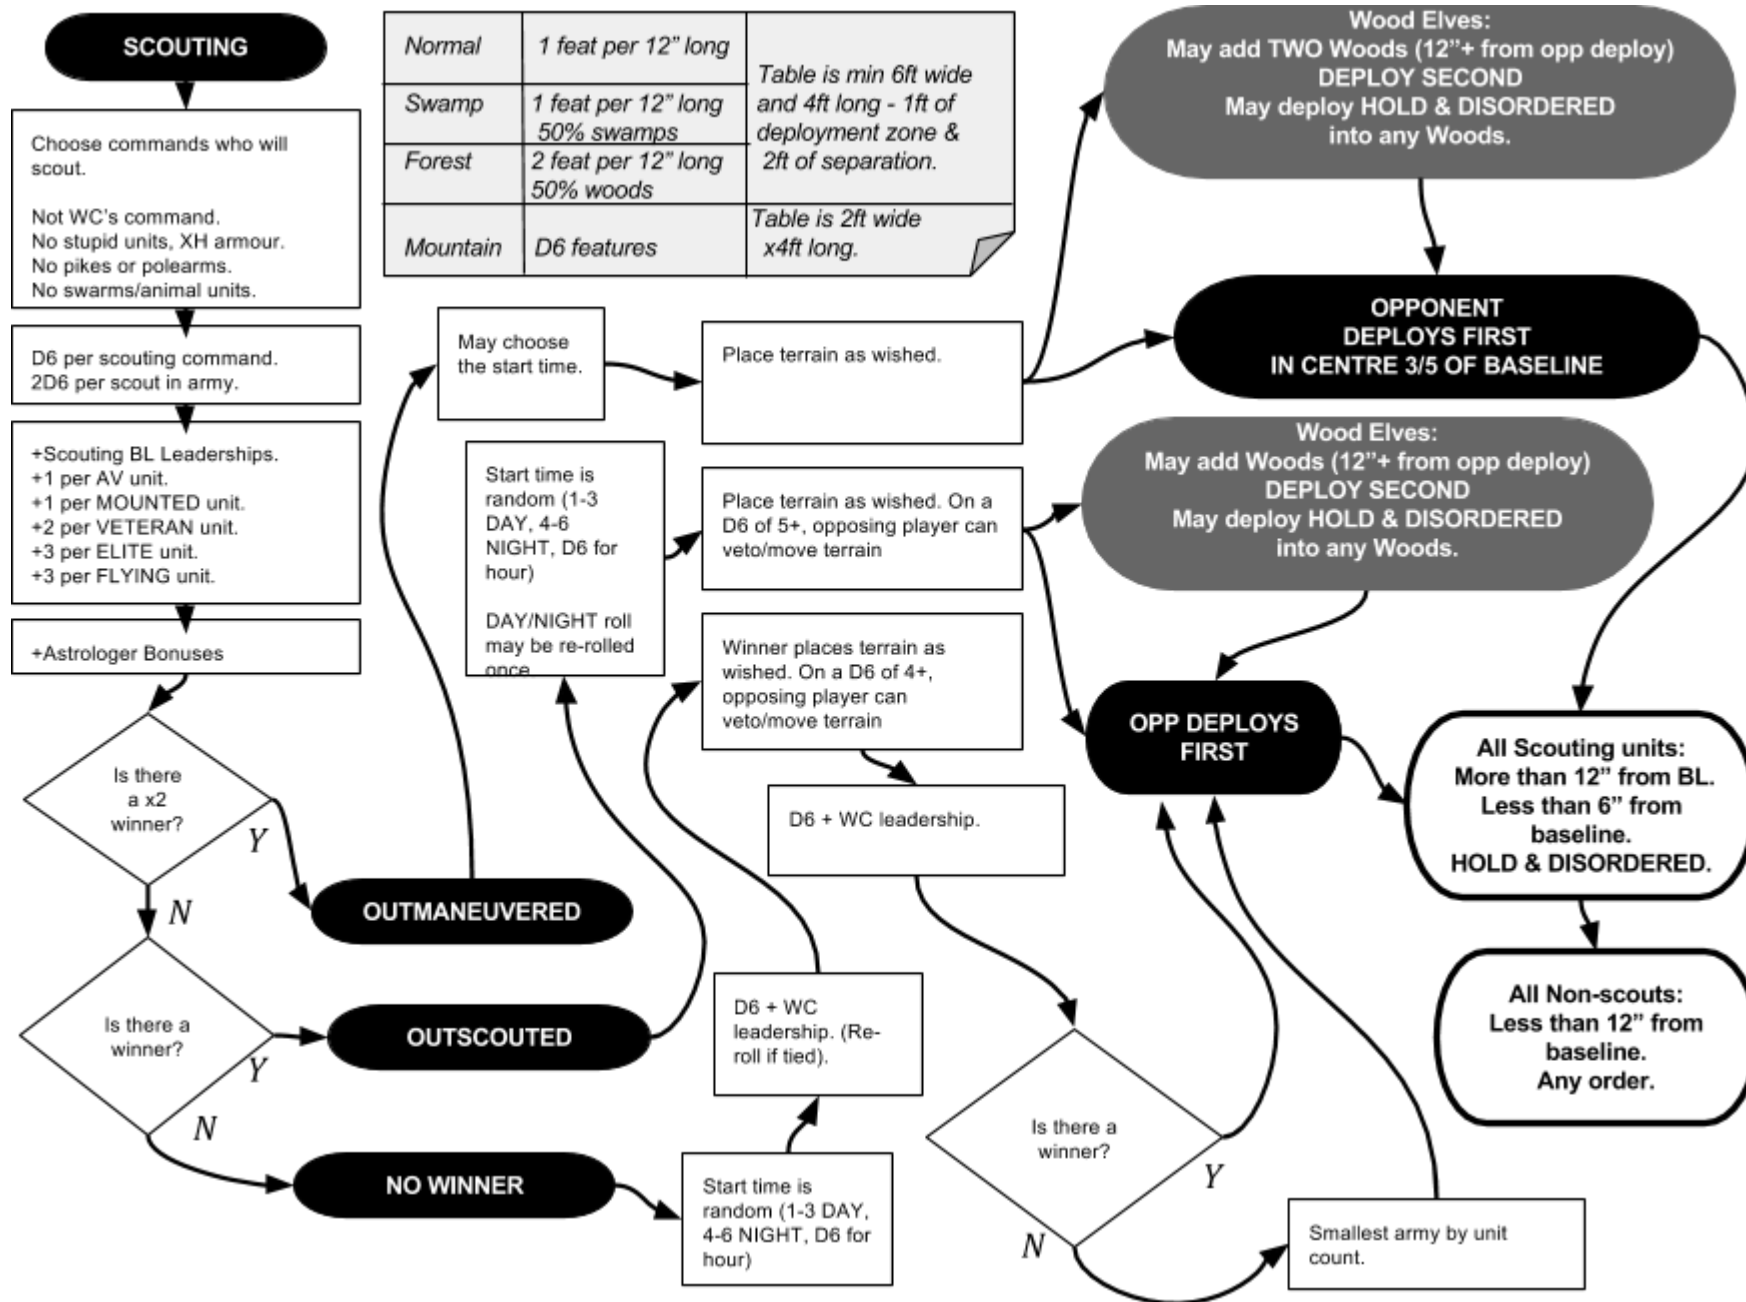 SCOUTING
Choose commands who will
scout.
Not WC's command.
No stupid units, XH armour.
No pikes or polearms.
No swarms/animal units.
D6 per scouting command.
2D6 per scout in army.
+Scouting BL Leaderships.
+1 per AV unit.
+1 per MOUNTED unit.
+2 per VETERAN unit.
+3 per ELITE unit.
+3 per FLYING unit.
+Astrologer Bonuses
Is there
a x2
winner?
Y
N
OUTMANEUVERED
Is there a
winner?
Y
N
OUTSCOUTED
NO WINNER
Normal
1 feat per 12” long
Swamp
1 feat per 12” long
50% swamps
Forest
2 feat per 12” long
50% woods
Mountain
D6 features
Table is min 6ft wide
and 4ft long - 1ft of
deployment zone &
2ft of separation.
Table is 2ft wide
x4ft long.
May choose
the start time.
Place terrain as wished.
Start time is
random (1-3
DAY, 4-6
NIGHT, D6 for
hour)
DAY/NIGHT roll
may be re-rolled
once.
Place terrain as wished. On a
D6 of 5+, opposing player can
veto/move terrain
Winner places terrain as
wished. On a D6 of 4+,
opposing player can
veto/move terrain
D6 + WC leadership.
D6 + WC
leadership. (Re-
roll if tied).
Start time is
random (1-3 DAY,
4-6 NIGHT, D6 for
hour)
Is there a
winner?
Y
N
Smallest army by unit
count.
Wood Elves:
May add TWO Woods (12”+ from opp deploy)
DEPLOY SECOND
May deploy HOLD & DISORDERED
into any Woods.
OPPONENT
DEPLOYS FIRST
IN CENTRE 3/5 OF BASELINE
Wood Elves:
May add Woods (12”+ from opp deploy)
DEPLOY SECOND
May deploy HOLD & DISORDERED
into any Woods.
OPP DEPLOYS
FIRST
All Scouting units:
More than 12” from BL.
Less than 6” from
baseline.
HOLD & DISORDERED.
All Non-scouts:
Less than 12” from
baseline.
Any order.